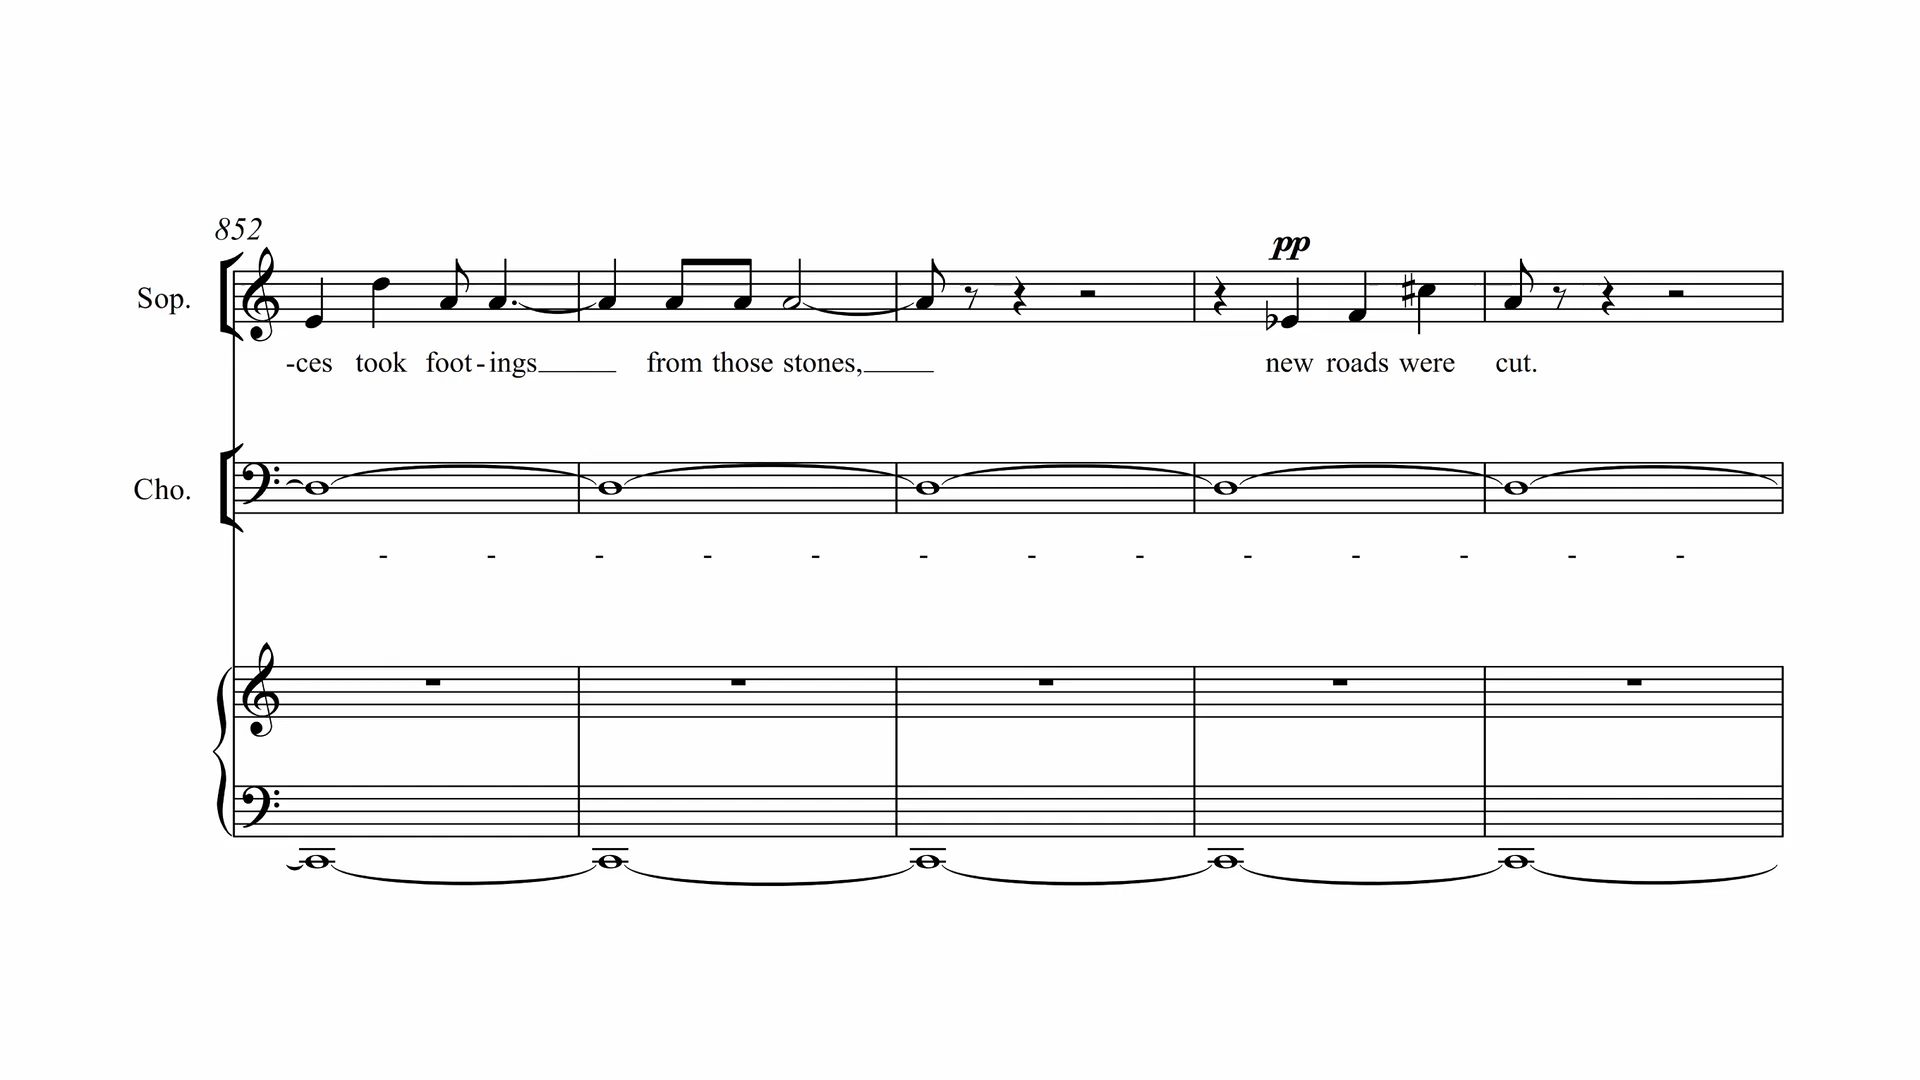 852
pp
Sop.
-ces took foot-ings from those stones, new roads were cut.
Cho.
- - - - - - - - - - - - -